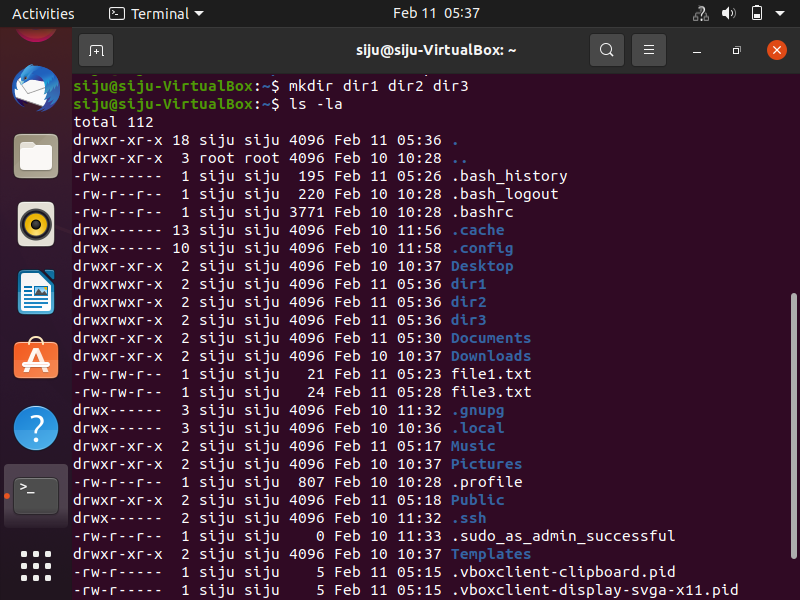 Activities Terminal Feb 11 05:37
siju@siju-VirtualBox: ~
siju@siju-VirtualBox:~$ mkdir dir1 dir2 dir3
siju@siju-VirtualBox:~$ ls -la
total 112
drwxr-xr-x 18 siju siju 4096 Feb 11 05:36 .
drwxr-xr-x  3 root root 4096 Feb 10 10:28 ..
-rw-------  1 siju siju  195 Feb 11 05:26 .bash_history
-rw-r--r--  1 siju siju  220 Feb 10 10:28 .bash_logout
-rw-r--r--  1 siju siju 3771 Feb 10 10:28 .bashrc
drwx------ 13 siju siju 4096 Feb 10 11:56 .cache
drwx------ 10 siju siju 4096 Feb 10 11:58 .config
drwxr-xr-x  2 siju siju 4096 Feb 10 10:37 Desktop
drwxrwxr-x  2 siju siju 4096 Feb 11 05:36 dir1
drwxrwxr-x  2 siju siju 4096 Feb 11 05:36 dir2
drwxrwxr-x  2 siju siju 4096 Feb 11 05:36 dir3
drwxr-xr-x  2 siju siju 4096 Feb 11 05:30 Documents
drwxr-xr-x  2 siju siju 4096 Feb 10 10:37 Downloads
-rw-rw-r--  1 siju siju   21 Feb 11 05:23 file1.txt
-rw-rw-r--  1 siju siju   24 Feb 11 05:28 file3.txt
drwx------  3 siju siju 4096 Feb 10 11:32 .gnupg
drwx------  3 siju siju 4096 Feb 10 10:36 .local
drwxr-xr-x  2 siju siju 4096 Feb 11 05:17 Music
drwxr-xr-x  2 siju siju 4096 Feb 10 10:37 Pictures
-rw-r--r--  1 siju siju  807 Feb 10 10:28 .profile
drwxr-xr-x  2 siju siju 4096 Feb 11 05:18 Public
drwx------  2 siju siju 4096 Feb 10 11:32 .ssh
-rw-r--r--  1 siju siju    0 Feb 10 11:33 .sudo_as_admin_successful
drwxr-xr-x  2 siju siju 4096 Feb 10 10:37 Templates
-rw-r-----  1 siju siju    5 Feb 11 05:15 .vboxclient-clipboard.pid
-rw-r-----  1 siju siju    5 Feb 11 05:15 .vboxclient-display-svga-x11.pid